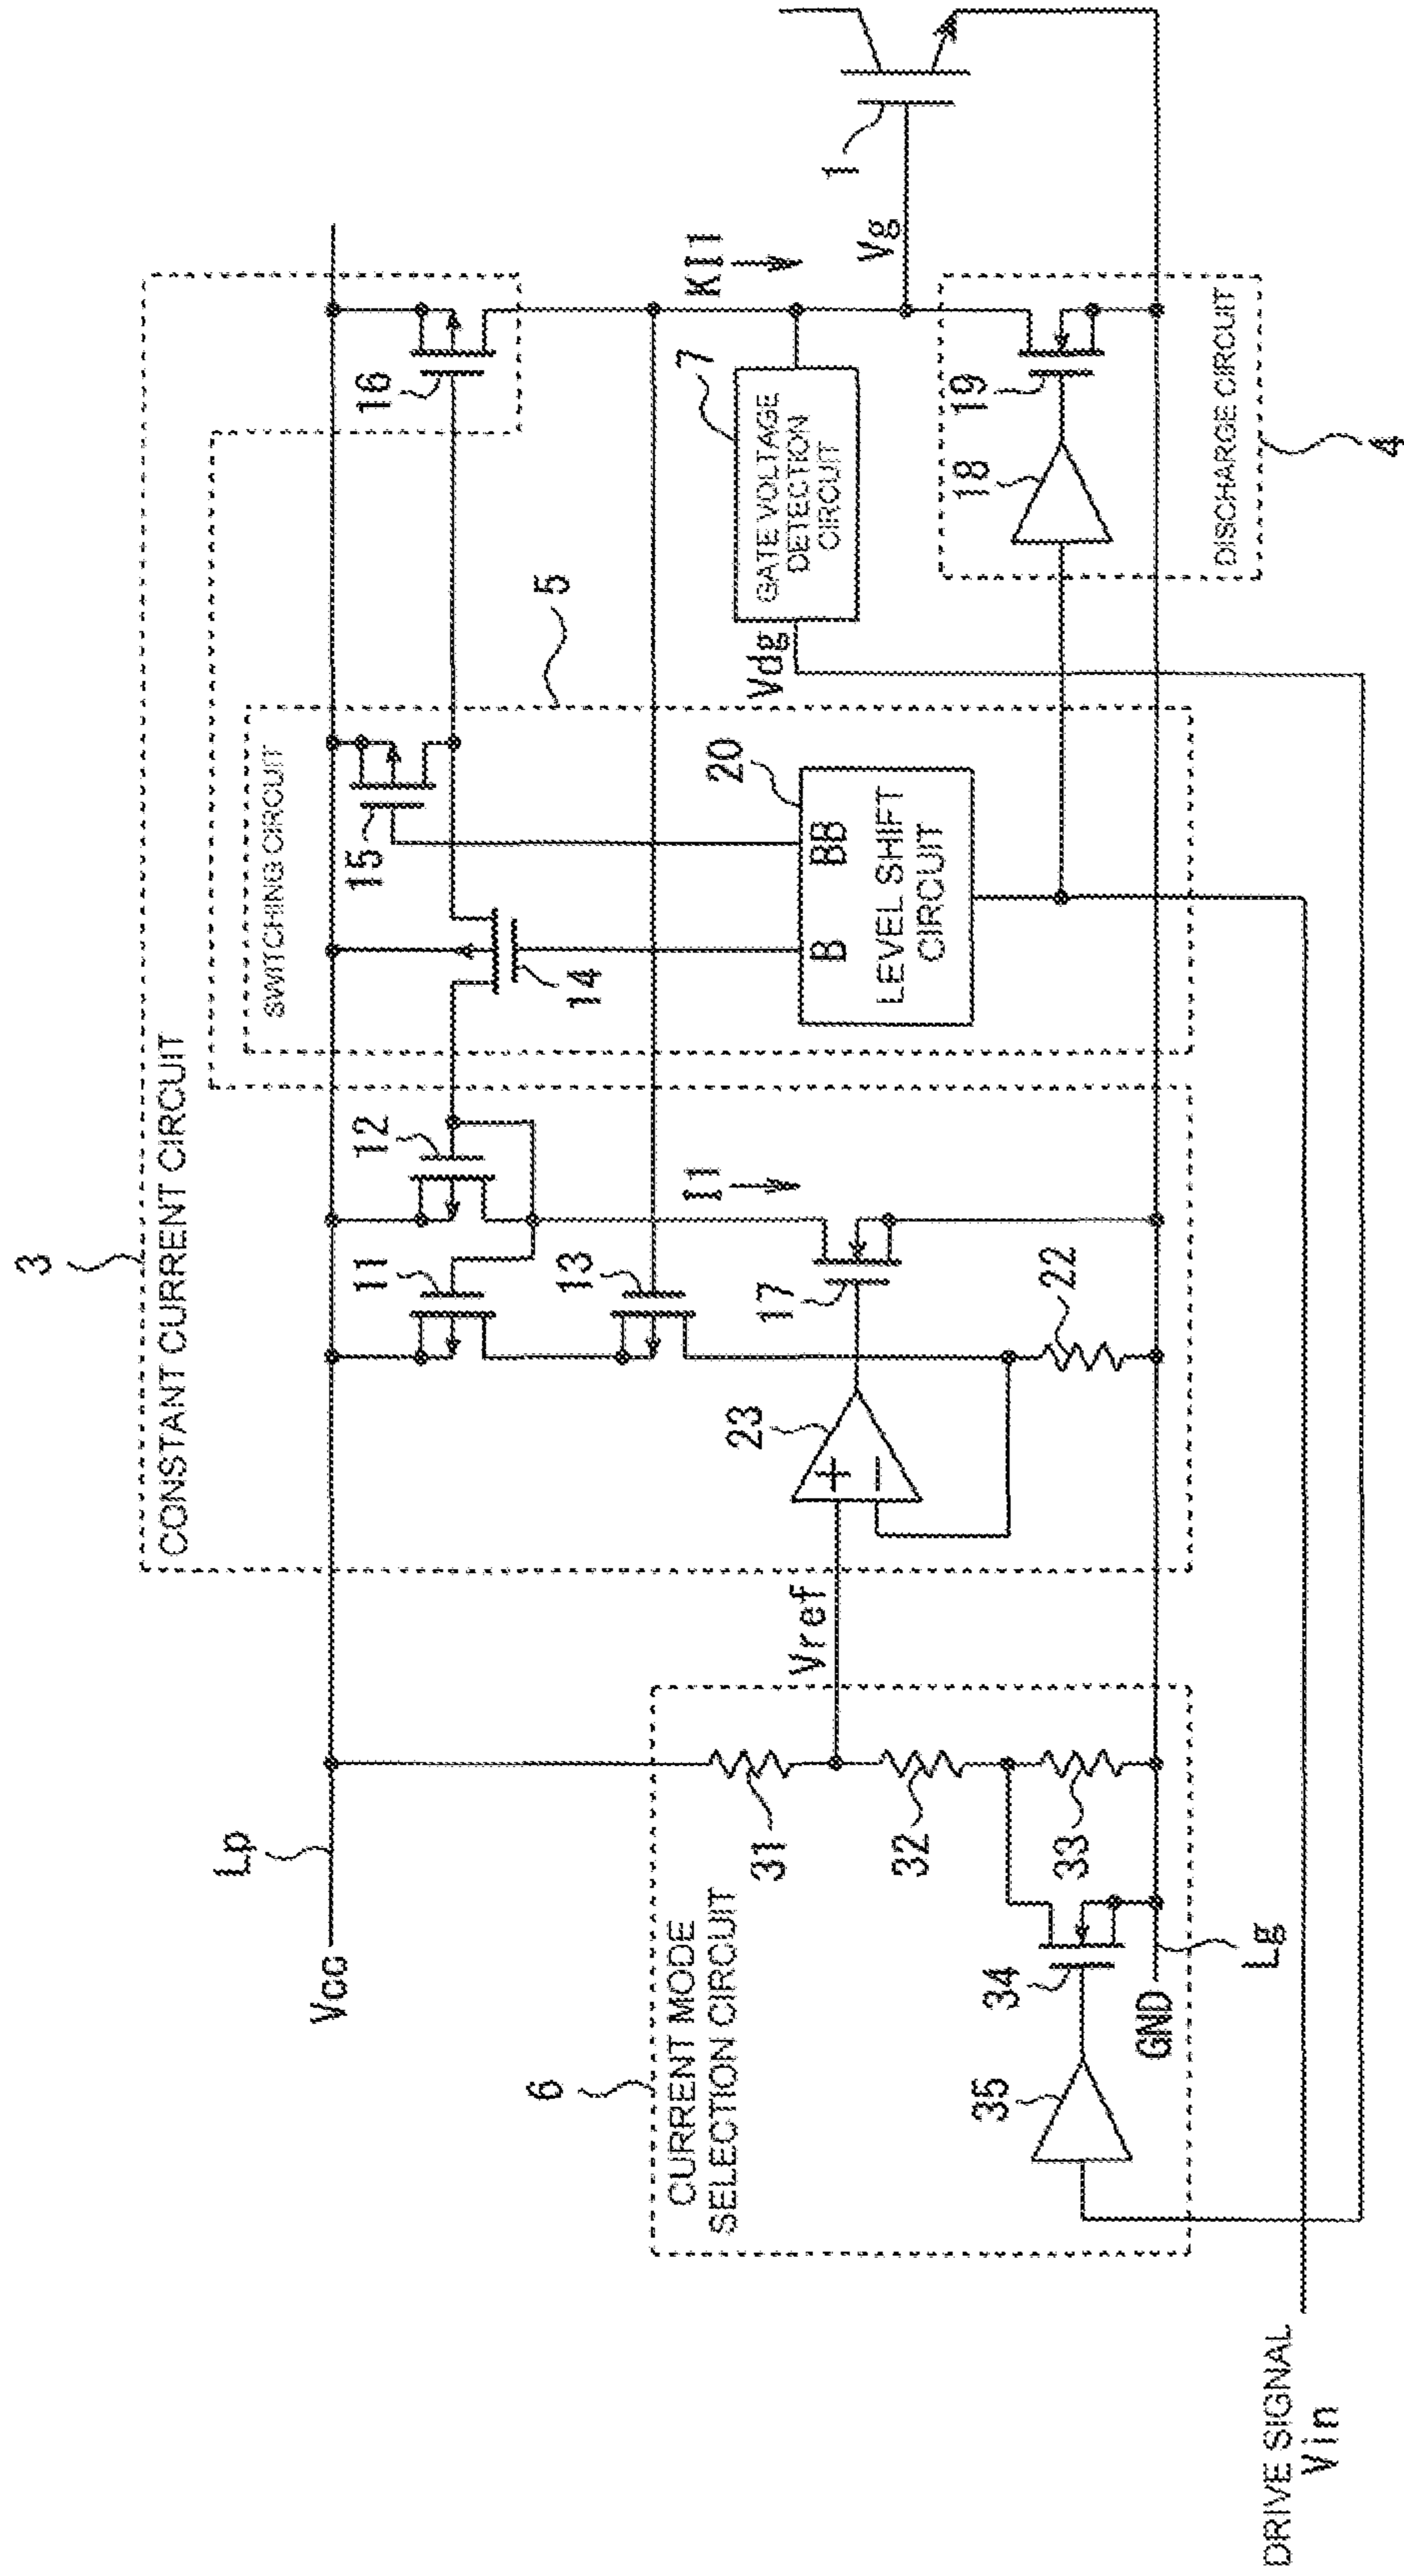 3
CONSTANT CURRENT CIRCUIT
Lp
Vcc
11
12
SWITCHING CIRCUIT
15
16
5
14
13
I1
KI1
6
CURRENT MODE
SELECTION CIRCUIT
31
Vref
23
17
B
BB
20
LEVEL SHIFT
CIRCUIT
Vdg
7
GATE VOLTAGE
DETECTION
CIRCUIT
Vg
1
32
33
22
35
34
GND
Lg
18
19
DISCHARGE CIRCUIT
4
DRIVE SIGNAL
Vin